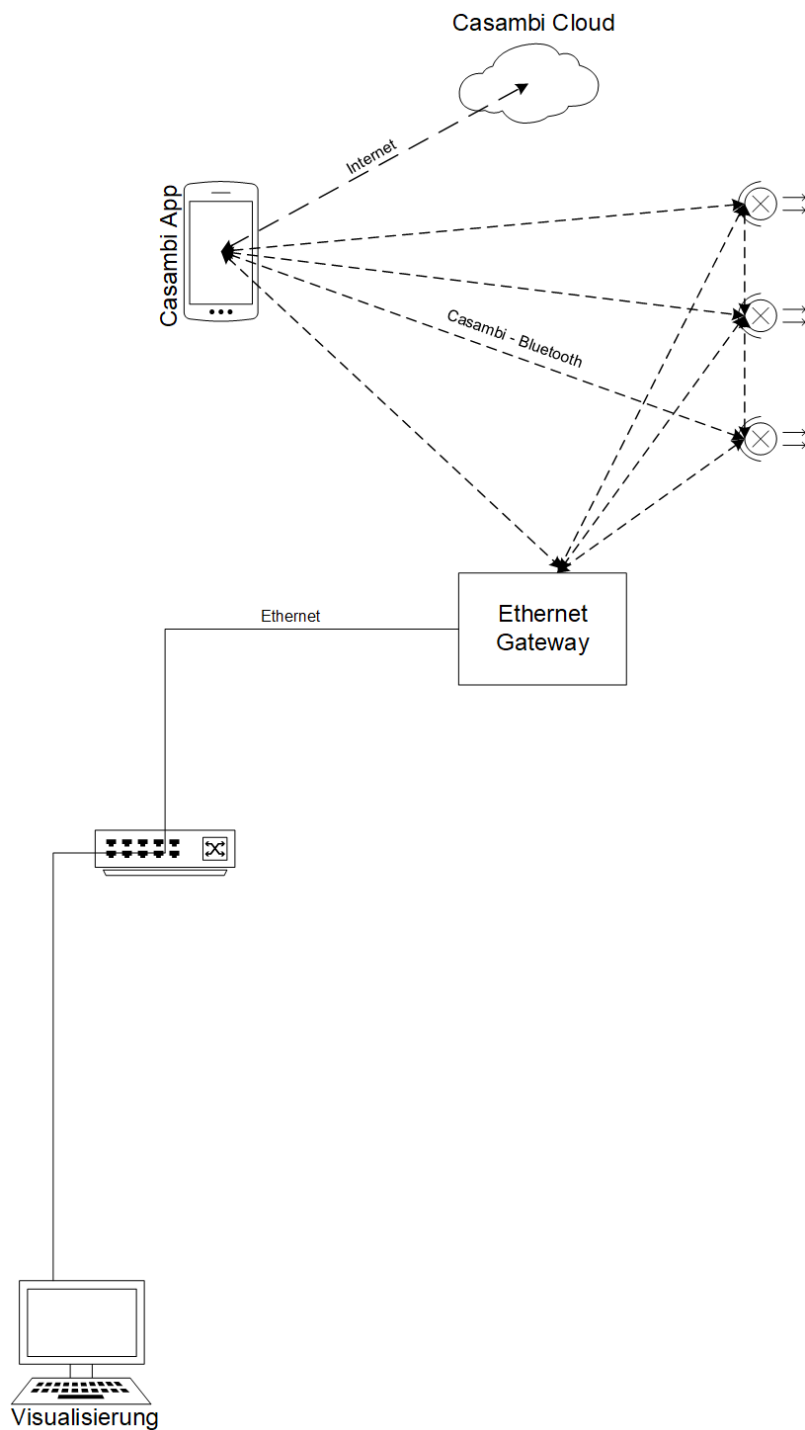 Casambi Cloud
Internet
Casambi App
Casambi - Bluetooth
Ethernet
Gateway
Ethernet
Visualisierung